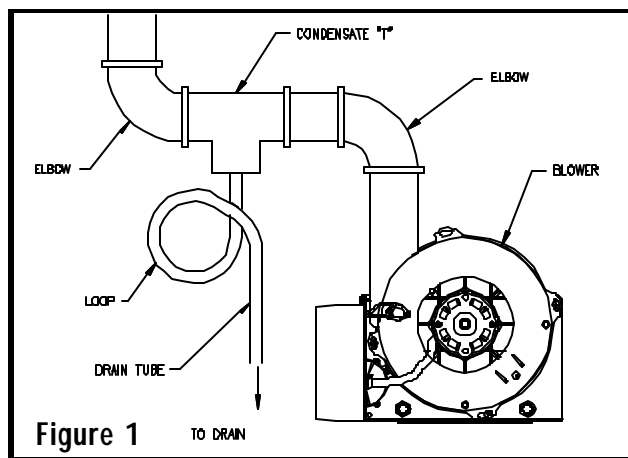 CONDENSATE "T"
ELBOW
ELBOW
BLOWER
LOOP
DRAIN TUBE
Figure 1
TO DRAIN